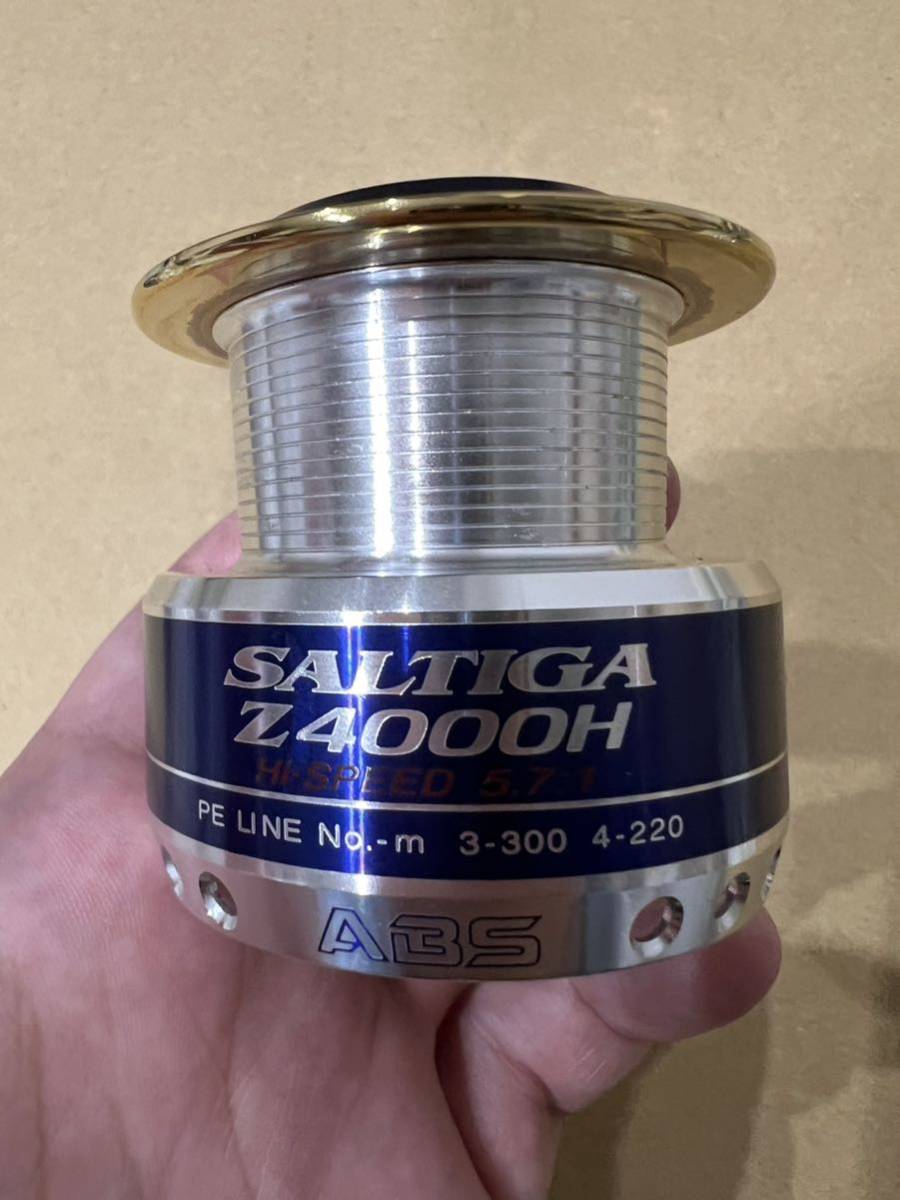 SALTIGA
Z4000H
HI-SPEED 5.7:1
PE LINE No.-m 3-300 4-220
ABS